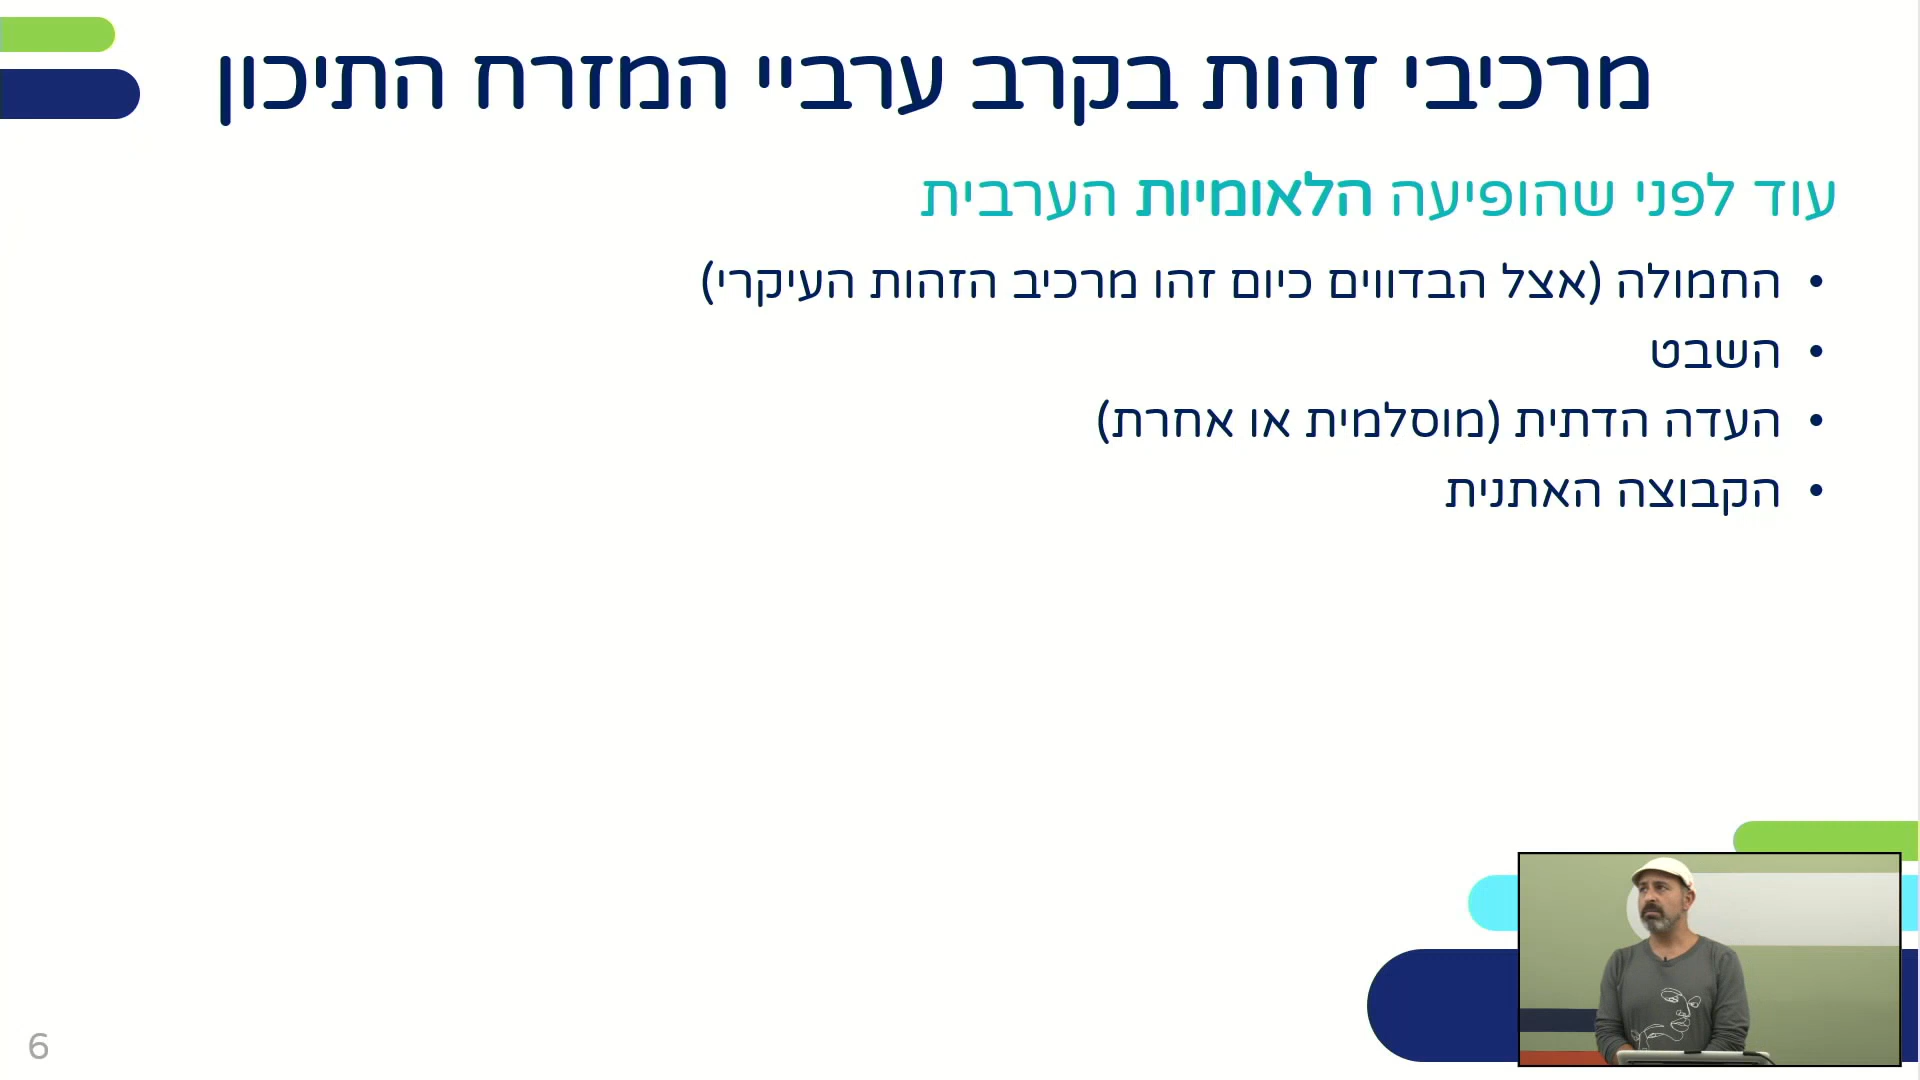 מרכיבי זהות בקרב ערביי המזרח התיכון
עוד לפני שהופיעה הלאומיות הערבית
• החמולה (אצל הבדווים כיום זהו מרכיב הזהות העיקרי)
• השבט
• העדה הדתית (מוסלמית או אחרת)
• הקבוצה האתנית
6